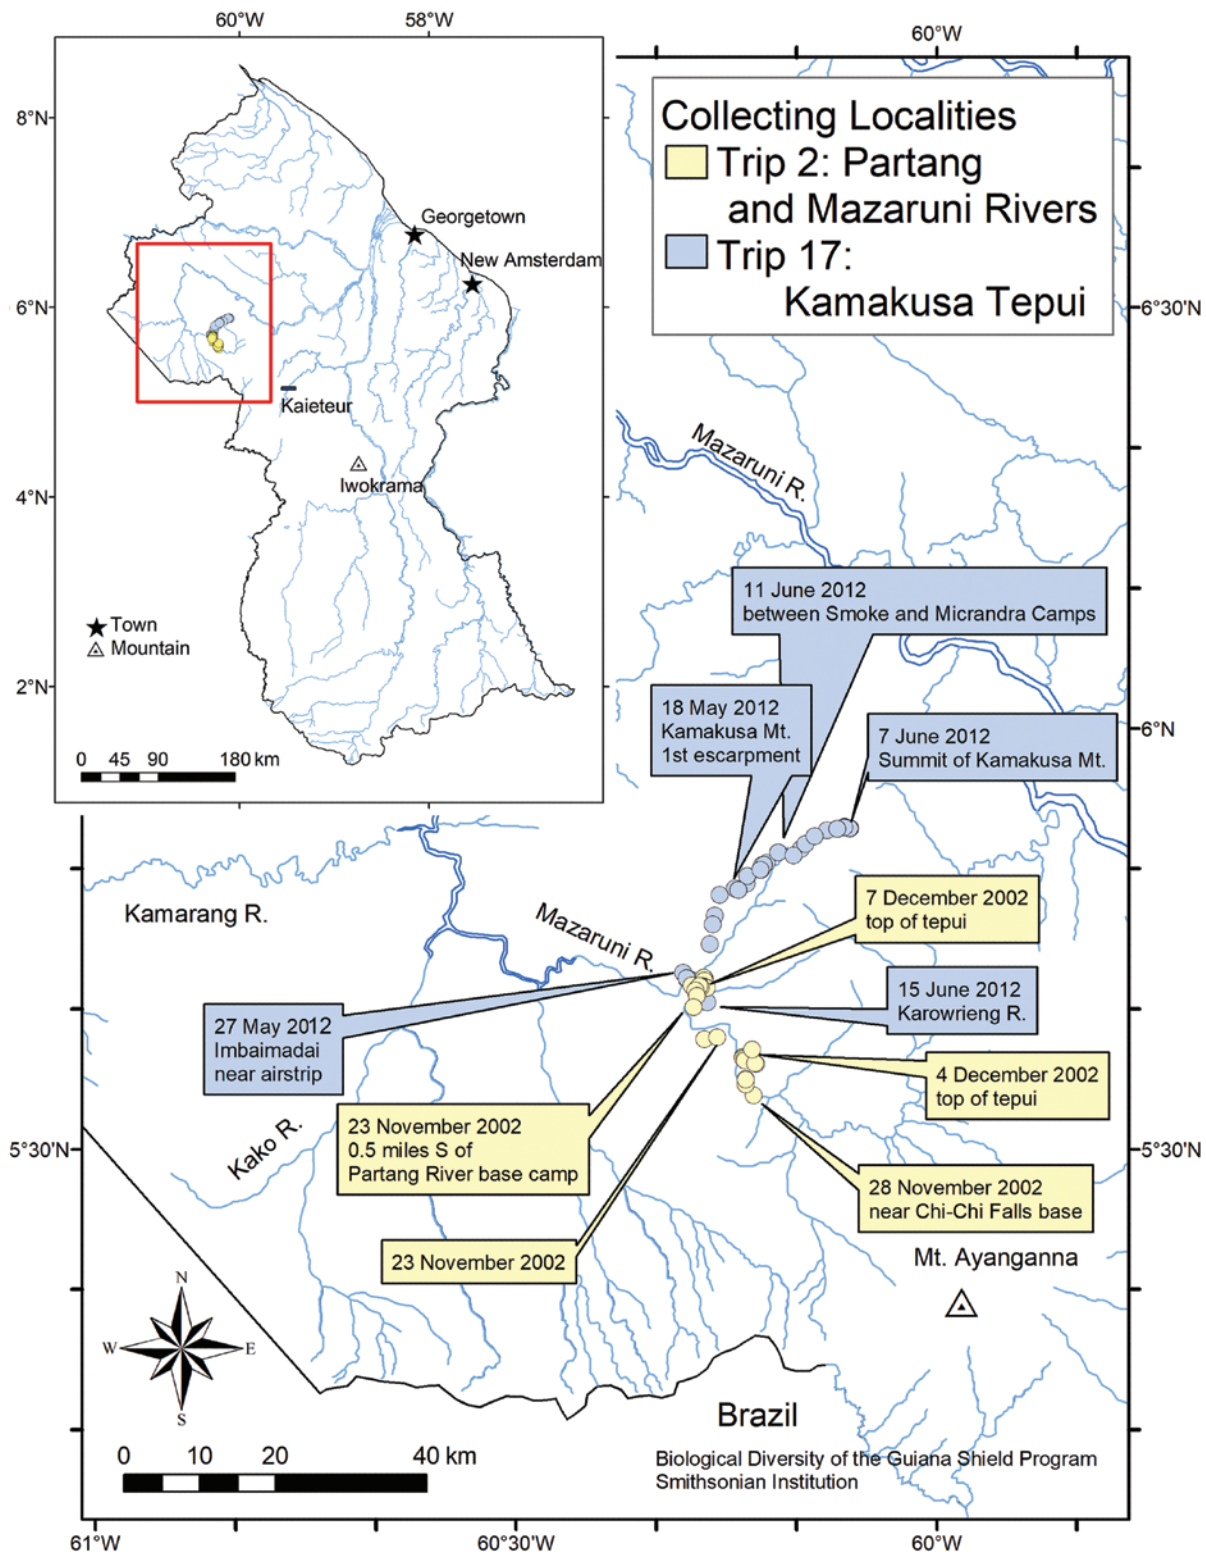 60°W
58°W
8°N
6°N
4°N
2°N
Georgetown
New Amsterdam
Kaieteur
Iwokrama
Town
Mountain
0 45 90 180 km
60°W
Collecting Localities
Trip 2: Partang
and Mazaruni Rivers
Trip 17:
Kamakusa Tepui
6°30'N
Mazaruni R.
11 June 2012
between Smoke and Micrandra Camps
18 May 2012
Kamakusa Mt.
1st escarpment
7 June 2012
Summit of Kamakusa Mt.
6°N
Kamarang R.
Mazaruni R.
7 December 2002
top of tepui
15 June 2012
Karowrieng R.
27 May 2012
Imbaimadai
near airstrip
4 December 2002
top of tepui
23 November 2002
0.5 miles S of
Partang River base camp
Kako R.
5°30'N
5°30'N
28 November 2002
near Chi-Chi Falls base
23 November 2002
Mt. Ayanganna
N
W
E
S
Brazil
0 10 20 40 km
Biological Diversity of the Guiana Shield Program
Smithsonian Institution
61°W
60°30'W
60°W